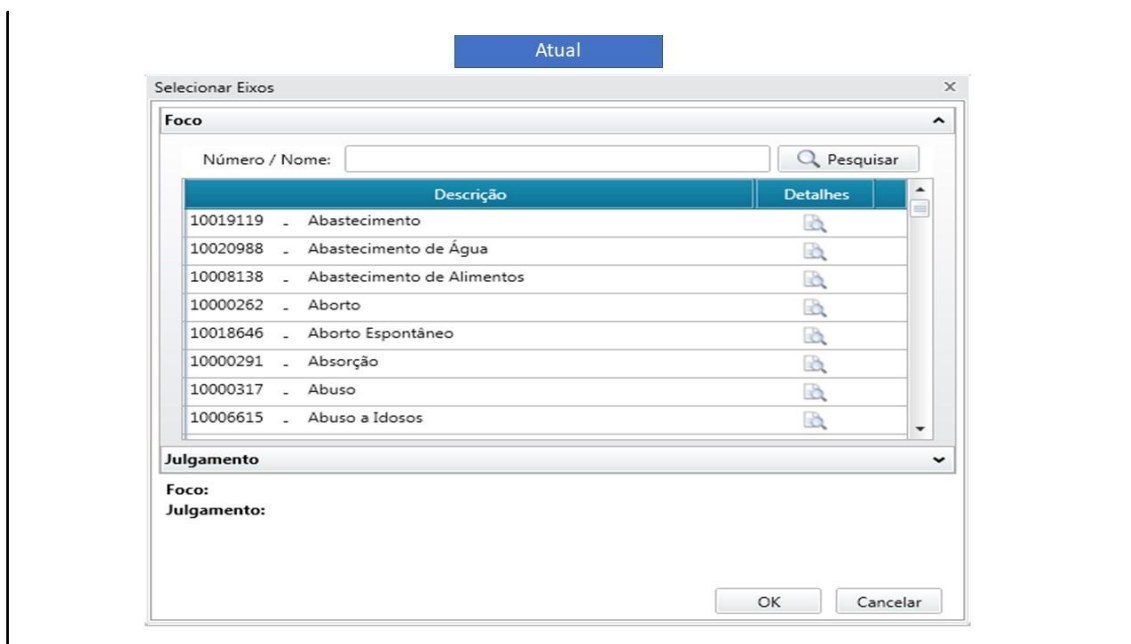 Atual
Selecionar Eixos
Foco
Número / Nome: Pesquisar
Descrição Detalhes
10019119 - Abastecimento
10020988 - Abastecimento de Água
10008138 - Abastecimento de Alimentos
10000262 - Aborto
10018646 - Aborto Espontâneo
10000291 - Absorção
10000317 - Abuso
10006615 - Abuso a Idosos
Julgamento
Foco:
Julgamento:
OK Cancelar